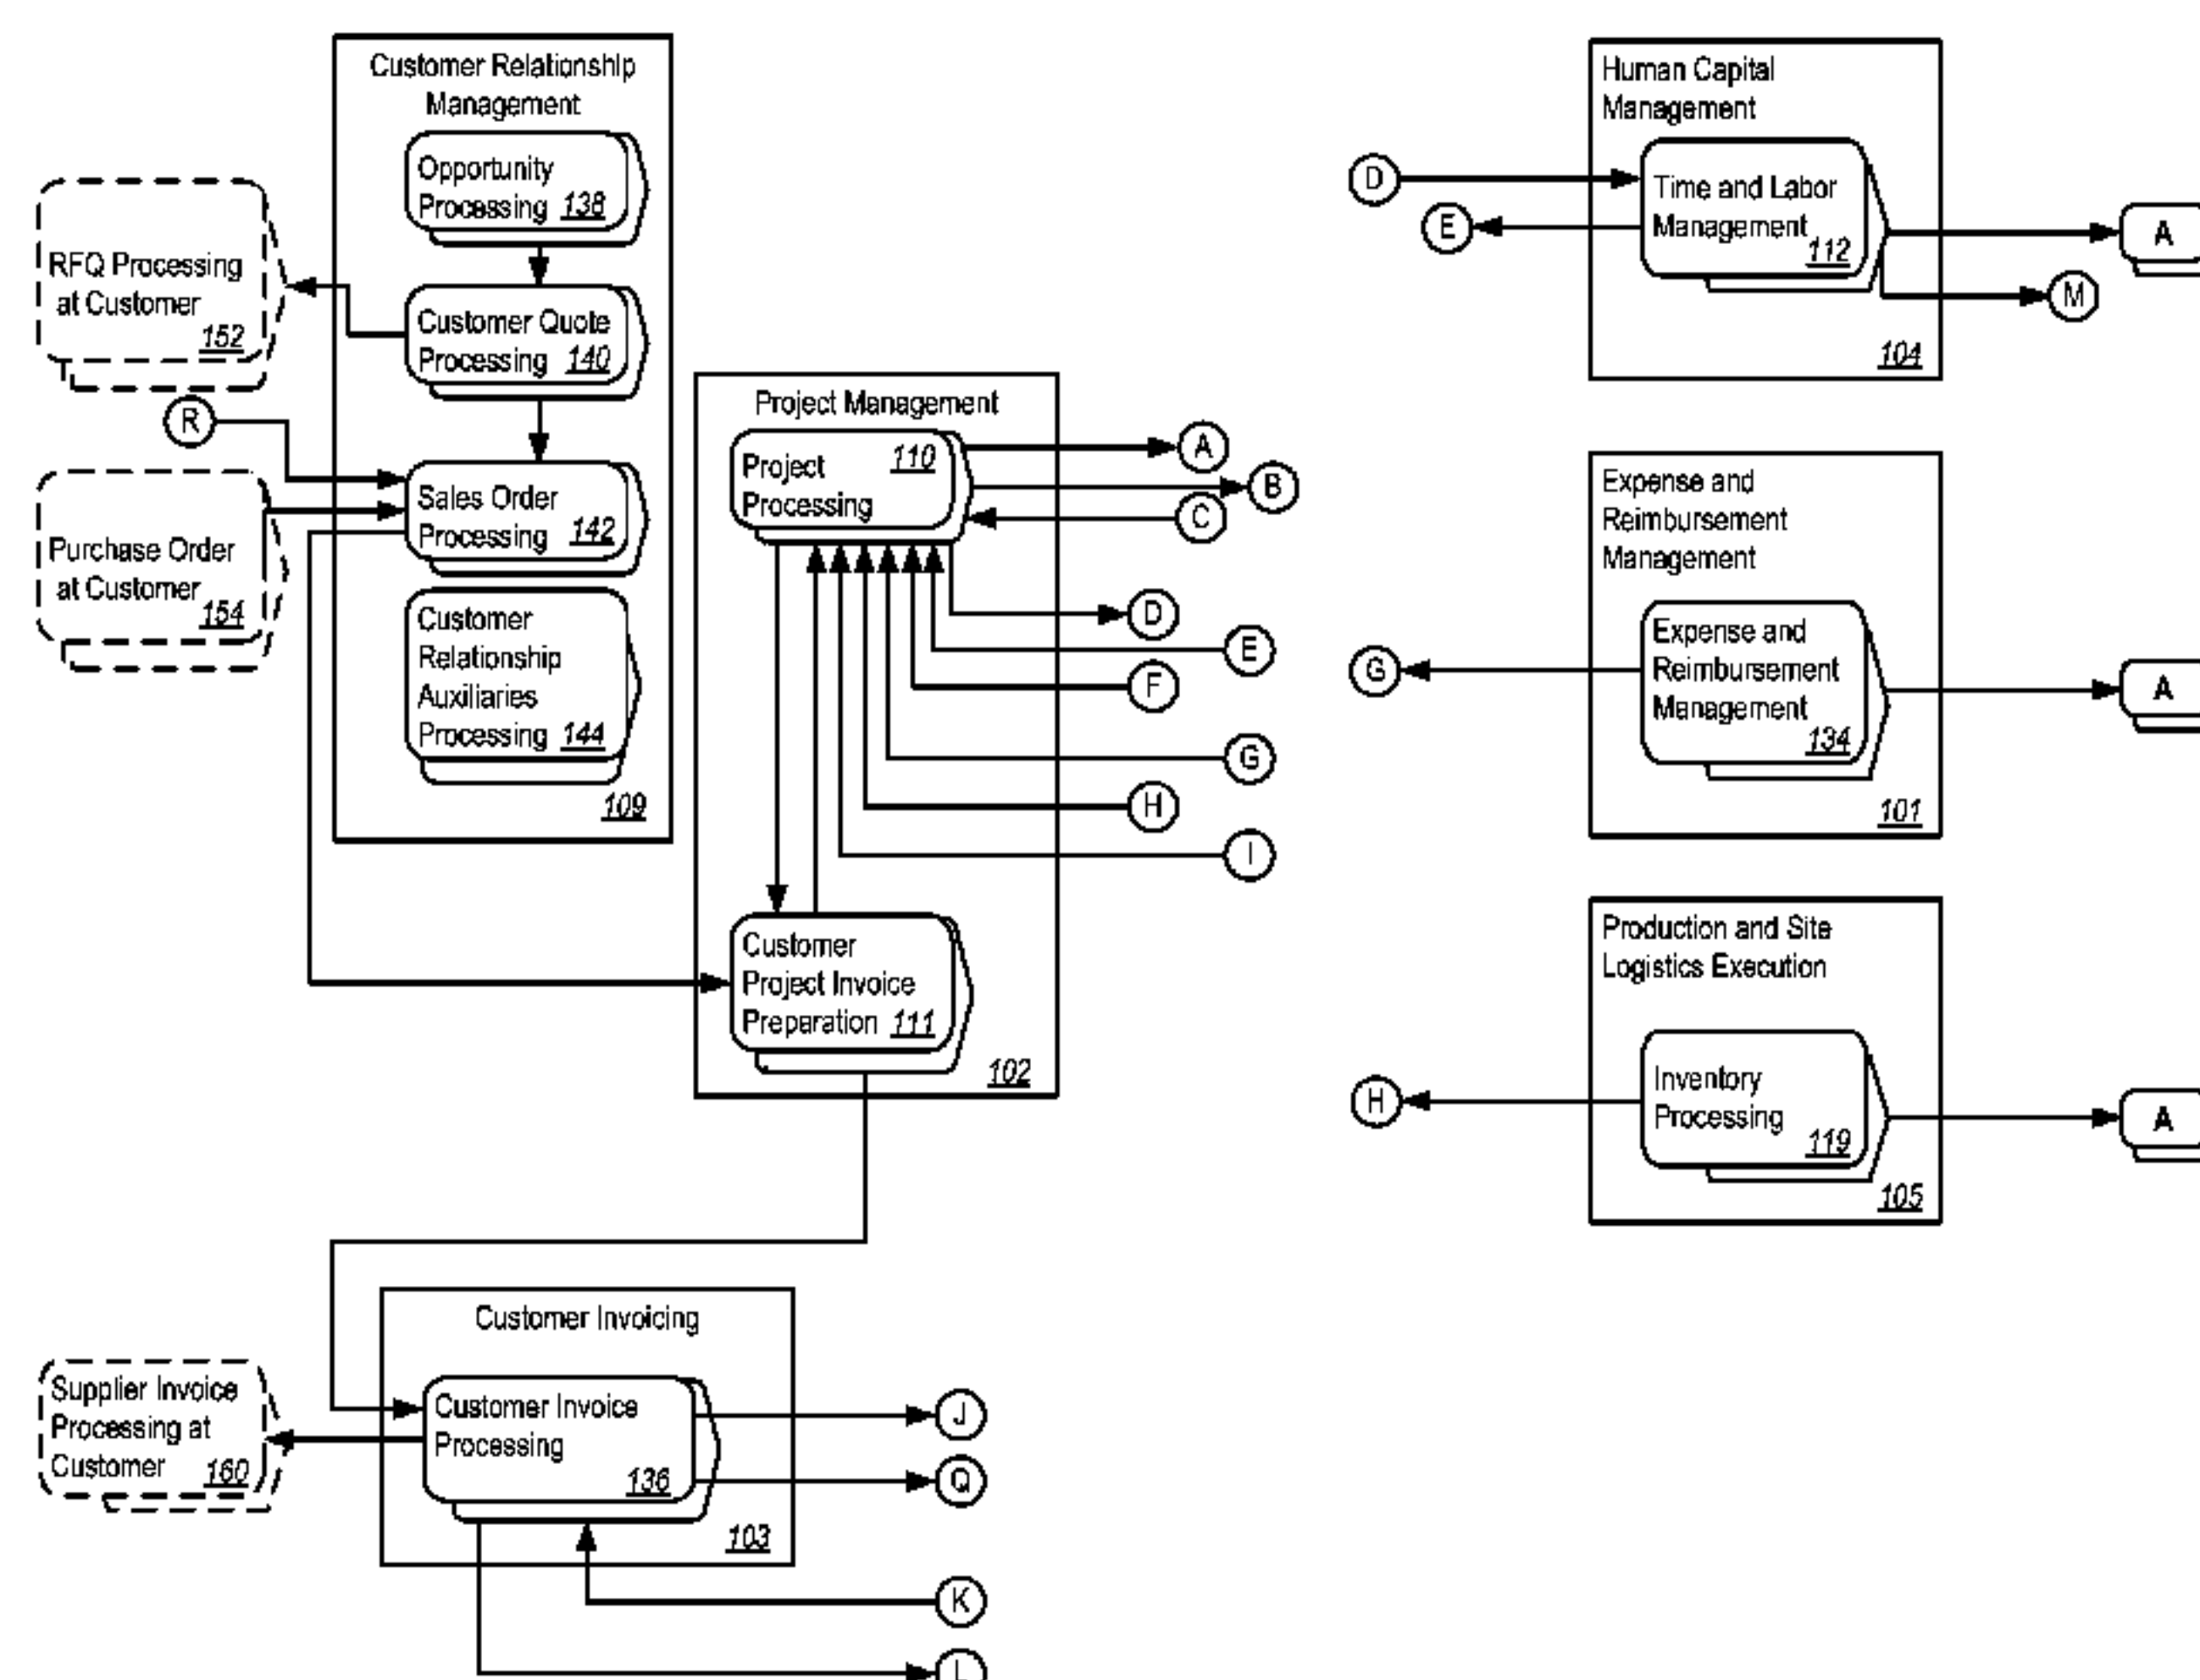 Customer Relationship
Management
Opportunity
Processing 138
RFQ Processing
at Customer
152
Customer Quote
Processing 140
R
Sales Order
Processing 142
Purchase Order
at Customer
154
Customer
Relationship
Auxiliaries
Processing 144
109
Project Management
110
Project
Processing
A
B
C
D
E
F
G
H
I
Customer
Project Invoice
Preparation 111
102
Customer Invoicing
Supplier Invoice
Processing at
Customer 160
Customer Invoice
Processing
136
103
J
Q
K
L
Human Capital
Management
D
E
Time and Labor
Management
112
A
M
104
Expense and
Reimbursement
Management
G
Expense and
Reimbursement
Management
134
A
101
Production and Site
Logistics Execution
H
Inventory
Processing
119
A
105